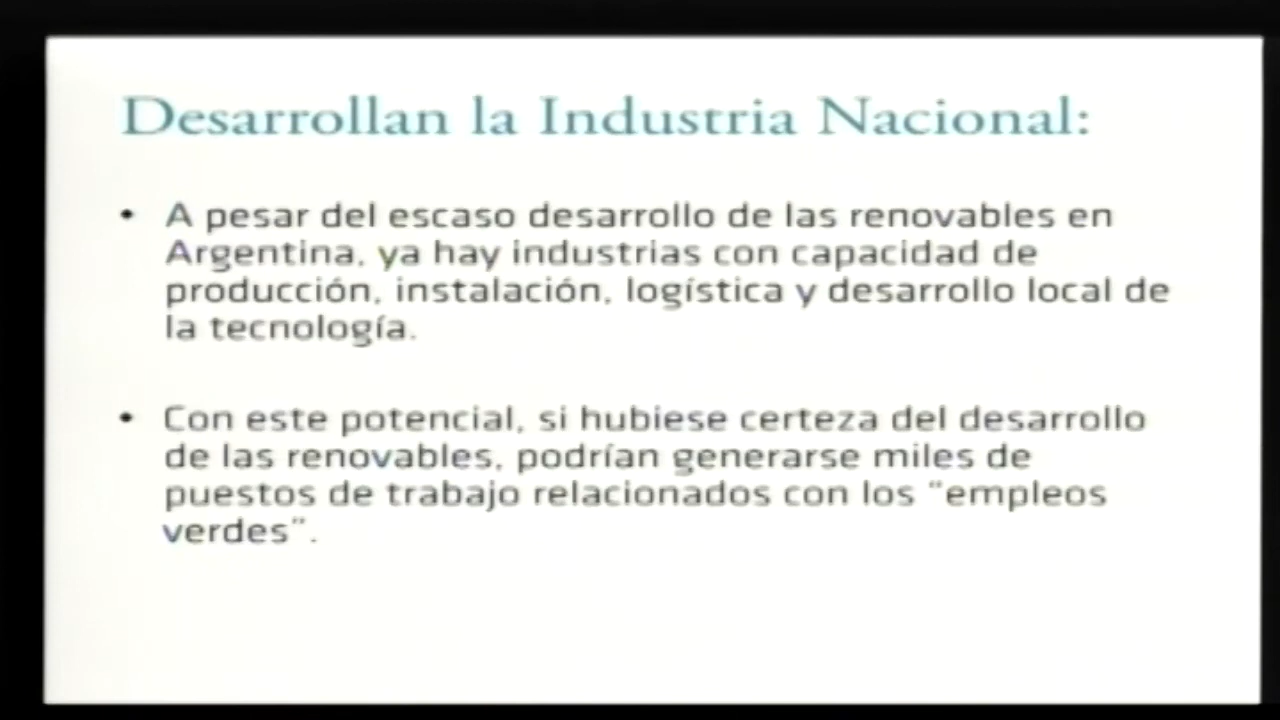 Desarrollan la Industria Nacional:
• A pesar del escaso desarrollo de las renovables en
Argentina, ya hay industrias con capacidad de
producción, instalación, logística y desarrollo local de
la tecnología.
• Con este potencial, si hubiese certeza del desarrollo
de las renovables, podrían generarse miles de
puestos de trabajo relacionados con los "empleos
verdes".